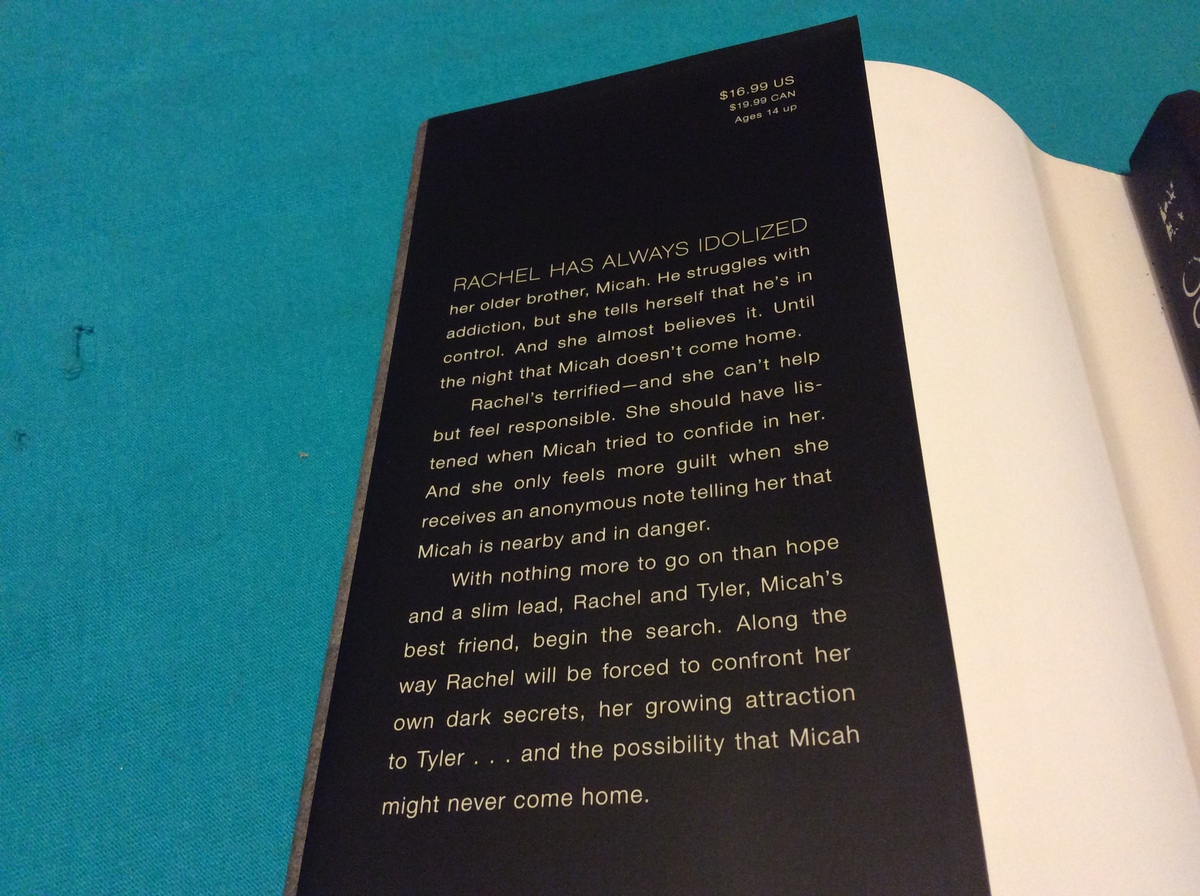 $16.99 US
$19.99 CAN
Ages 14 up
RACHEL HAS ALWAYS IDOLIZED
her older brother, Micah. He struggles with
addiction, but she tells herself that he's in
control. And she almost believes it. Until
the night that Micah doesn't come home.
Rachel's terrified—and she can't help
but feel responsible. She should have lis-
tened when Micah tried to confide in her.
And she only feels more guilt when she
receives an anonymous note telling her that
Micah is nearby and in danger.
With nothing more to go on than hope
and a slim lead, Rachel and Tyler, Micah's
best friend, begin the search. Along the
way Rachel will be forced to confront her
own dark secrets, her growing attraction
to Tyler . . . and the possibility that Micah
might never come home.